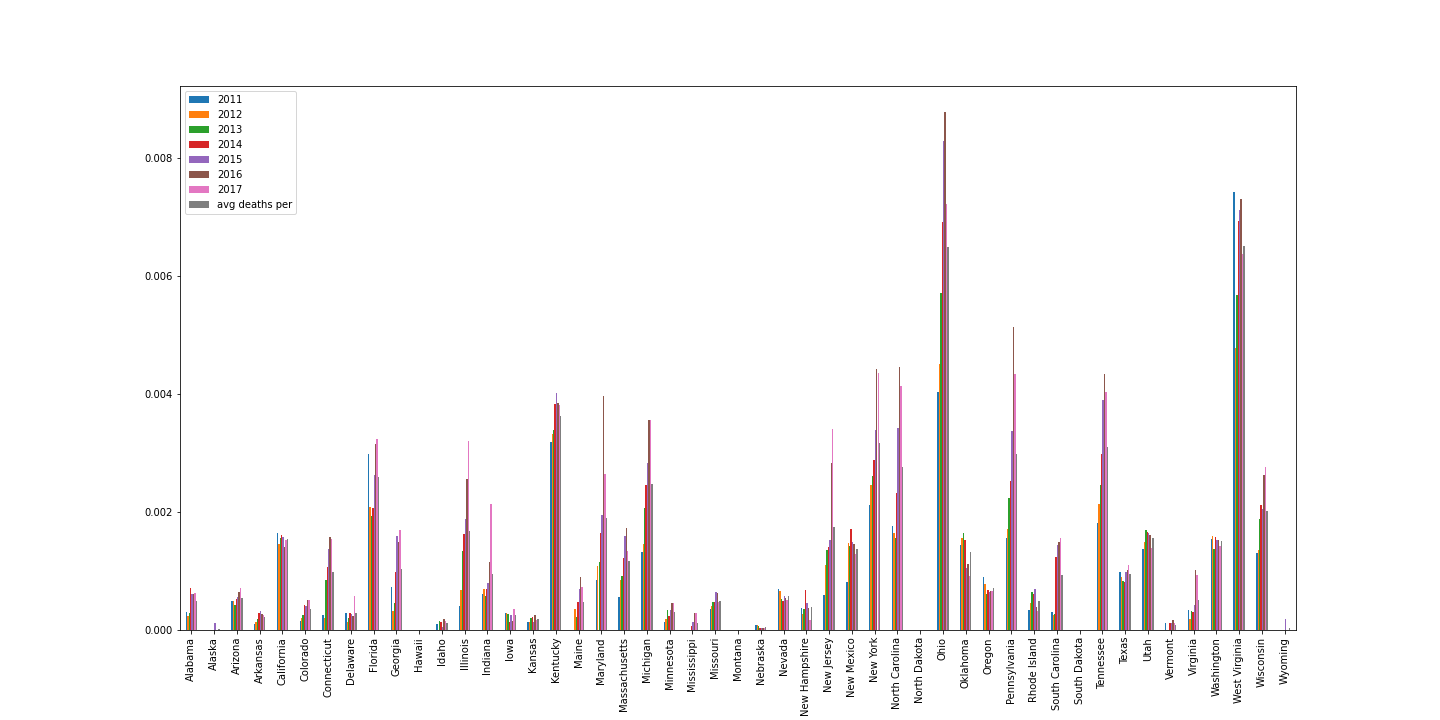 2011
2012
2013
2014
2015
2016
2017
avg deaths per
0.008
0.006
0.004
0.002
0.000
Alabama
Alaska
Arizona
Arkansas
California
Colorado
Connecticut
Delaware
Florida
Georgia
Hawaii
Idaho
Illinois
Indiana
Iowa
Kansas
Kentucky
Maine
Maryland
Massachusetts
Michigan
Minnesota
Mississippi
Missouri
Montana
Nebraska
Nevada
New Hampshire
New Jersey
New Mexico
New York
North Carolina
North Dakota
Ohio
Oklahoma
Oregon
Pennsylvania
Rhode Island
South Carolina
South Dakota
Tennessee
Texas
Utah
Vermont
Virginia
Washington
West Virginia
Wisconsin
Wyoming